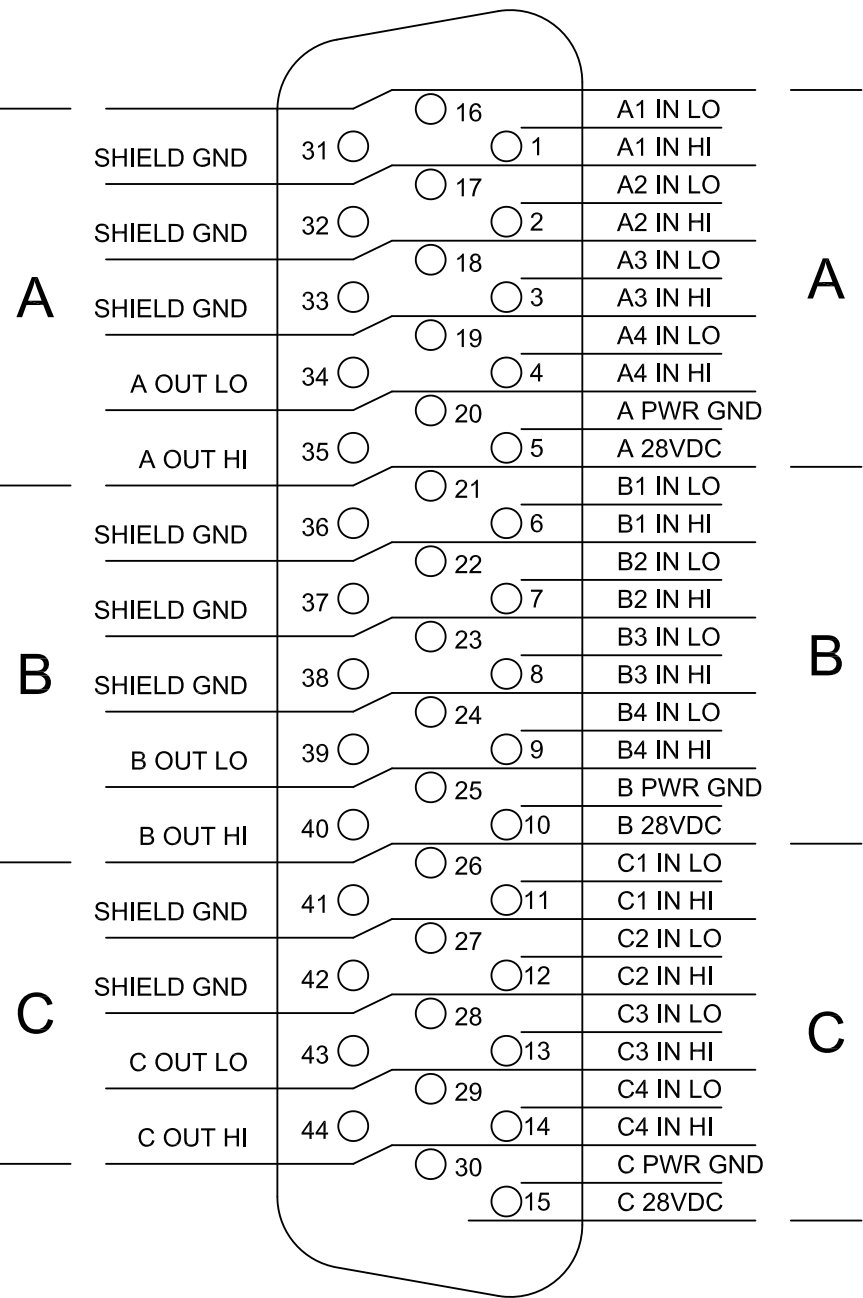 16 A1 IN LO
SHIELD GND 31 1 A1 IN HI
17 A2 IN LO
SHIELD GND 32 2 A2 IN HI
18 A3 IN LO
A SHIELD GND 33 3 A3 IN HI A
19 A4 IN LO
A OUT LO 34 4 A4 IN HI
20 A PWR GND
A OUT HI 35 5 A 28VDC
21 B1 IN LO
SHIELD GND 36 6 B1 IN HI
22 B2 IN LO
SHIELD GND 37 7 B2 IN HI
23 B3 IN LO
B SHIELD GND 38 8 B3 IN HI B
24 B4 IN LO
B OUT LO 39 9 B4 IN HI
25 B PWR GND
B OUT HI 40 10 B 28VDC
26 C1 IN LO
SHIELD GND 41 11 C1 IN HI
27 C2 IN LO
SHIELD GND 42 12 C2 IN HI
C 28 C3 IN LO C
C OUT LO 43 13 C3 IN HI
29 C4 IN LO
C OUT HI 44 14 C4 IN HI
30 C PWR GND
15 C 28VDC